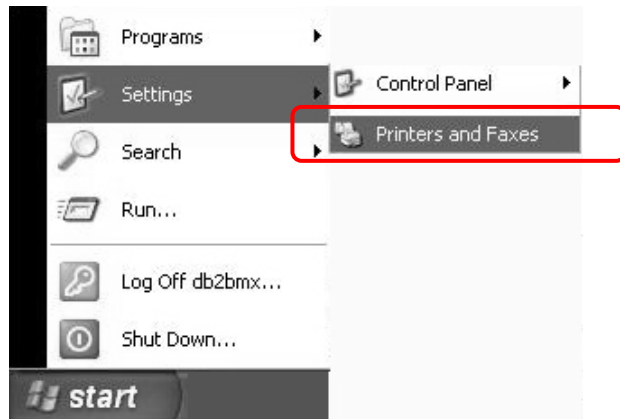 Programs
Settings
Control Panel
Printers and Faxes
Search
Run...
Log Off db2bmx...
Shut Down...
start